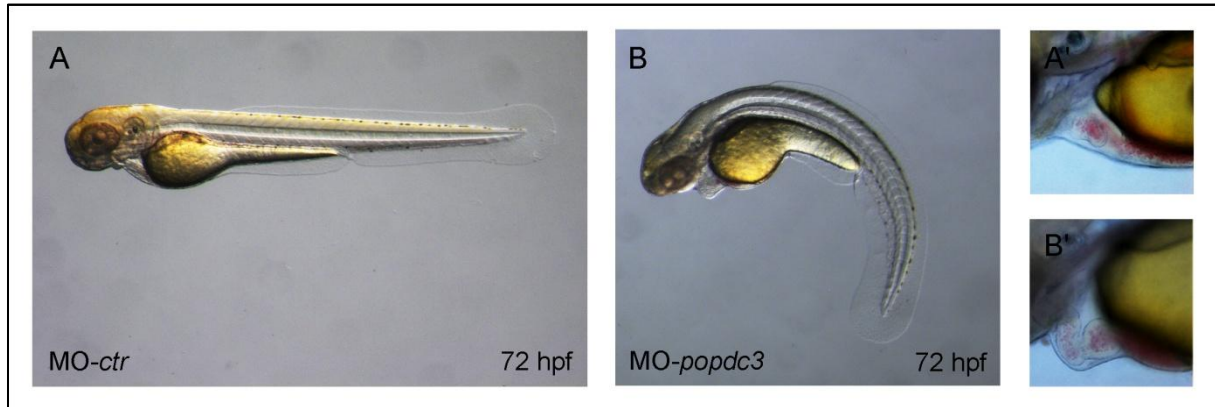 A
MO-ctr
72 hpf
B
MO-popdc3
72 hpf
A'
B'